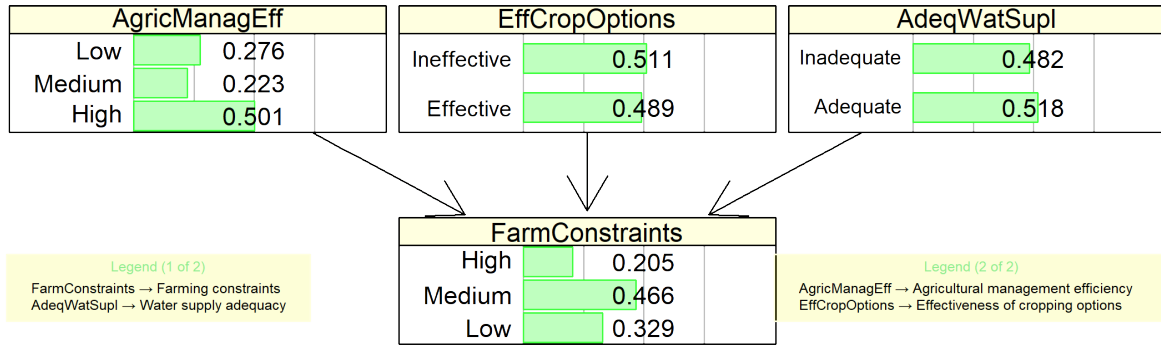 AgricManagEff
Low 0.276
Medium 0.223
High 0.501
EffCropOptions
Ineffective 0.511
Effective 0.489
AdeqWatSupl
Inadequate 0.482
Adequate 0.518
FarmConstraints
High 0.205
Medium 0.466
Low 0.329
Legend (1 of 2)
FarmConstraints → Farming constraints
AdeqWatSupl → Water supply adequacy
Legend (2 of 2)
AgricManagEff → Agricultural management efficiency
EffCropOptions → Effectiveness of cropping options